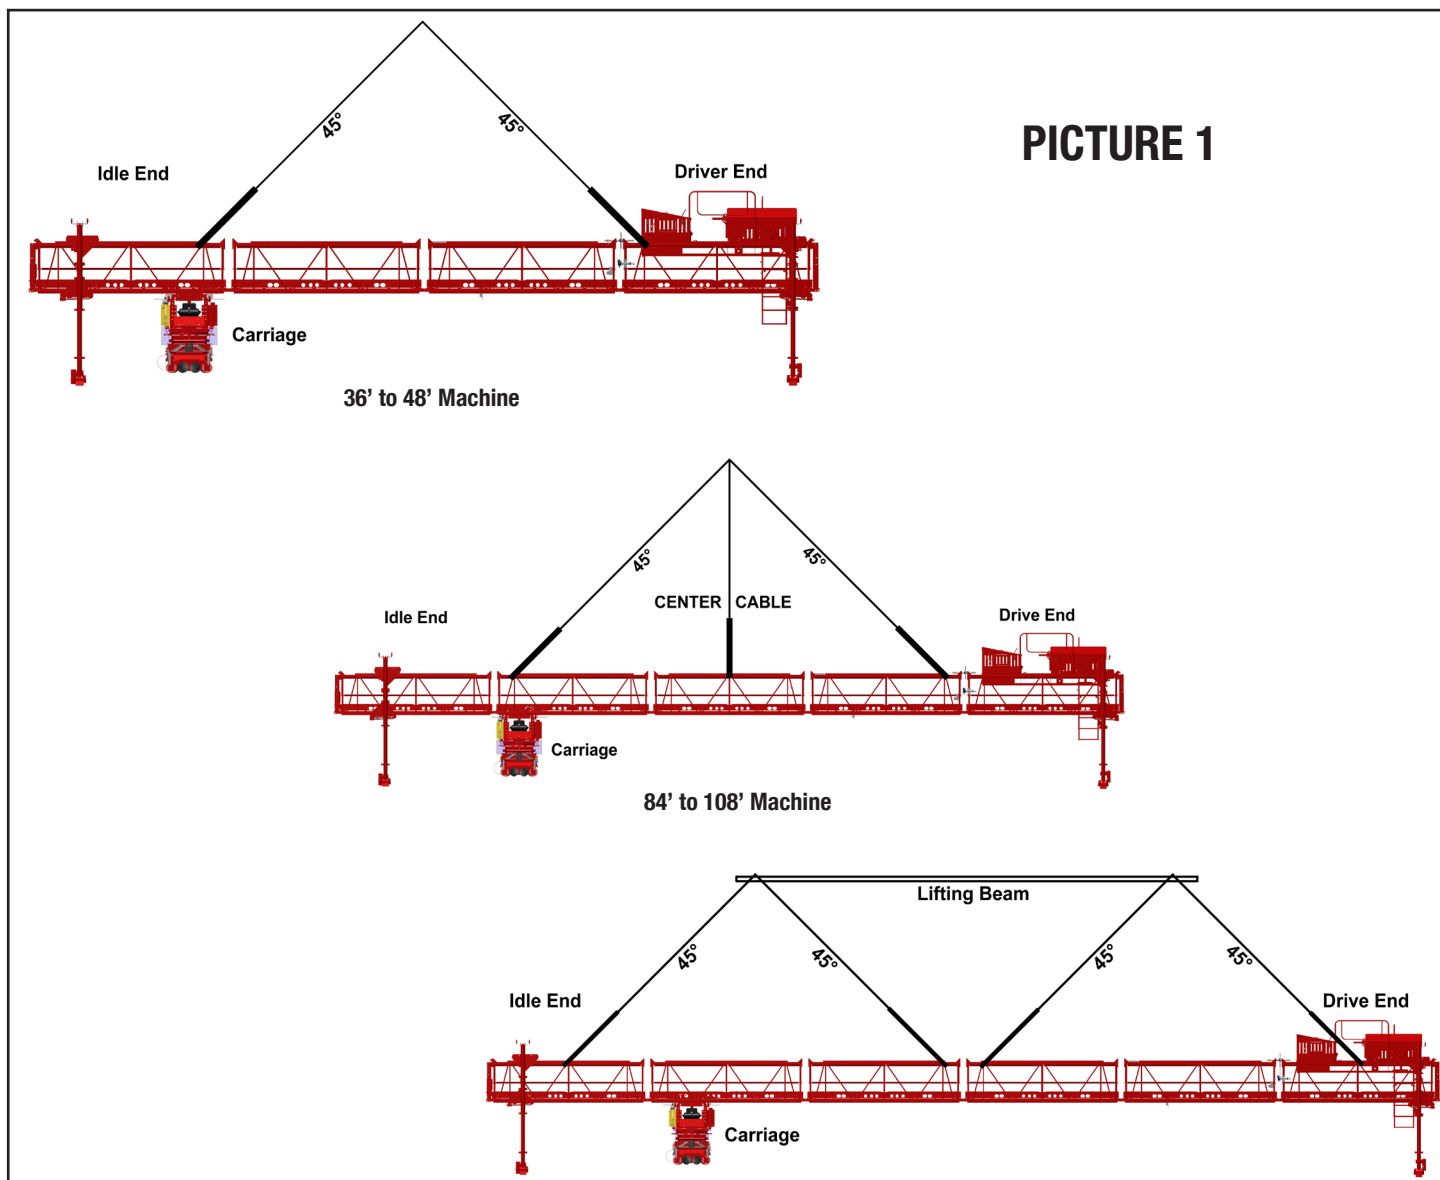 PICTURE 1
45°
45°
Idle End
Driver End
Carriage
36’ to 48’ Machine
45°
45°
CENTER CABLE
Idle End
Drive End
Carriage
84’ to 108’ Machine
Lifting Beam
45°
45°
45°
45°
Idle End
Drive End
Carriage